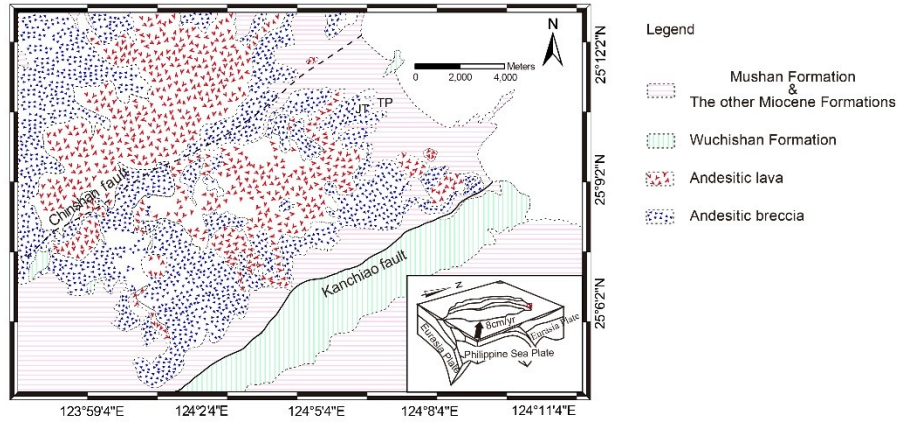 N
Meters
0 2,000 4,000
JT TP
Chinshan fault
Kanchiao fault
N
8cm/yr
Eurasia Plate
Eurasia Plate
Philippine Sea Plate
25°12'2"N
25°9'2"N
25°6'2"N
123°59'4"E 124°2'4"E 124°5'4"E 124°8'4"E 124°11'4"E
Legend
Mushan Formation
&
The other Miocene Formations
Wuchishan Formation
Andesitic lava
Andesitic breccia